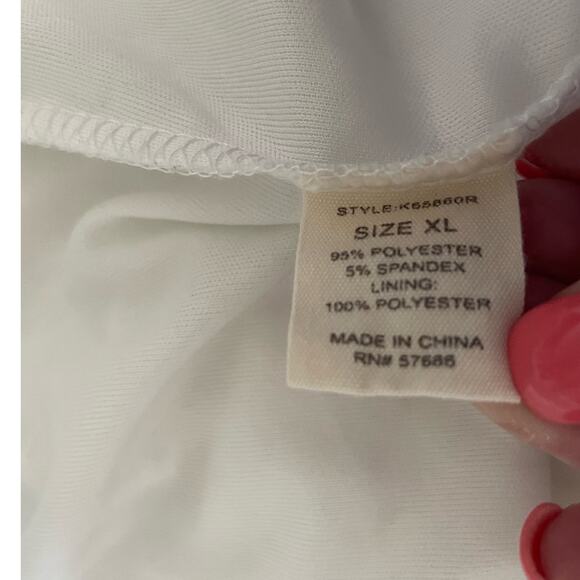 STYLE:K65860R
SIZE XL
95% POLYESTER
5% SPANDEX
LINING:
100% POLYESTER
MADE IN CHINA
RN# 57686